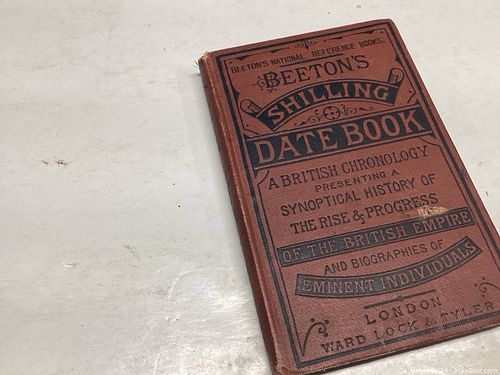 BEETON'S NATIONAL REFERENCE BOOKS.
BEETON'S
SHILLING
DATE BOOK
A BRITISH CHRONOLOGY
PRESENTING A
SYNOPTICAL HISTORY OF
THE RISE & PROGRESS
OF THE BRITISH EMPIRE
AND BIOGRAPHIES OF
EMINENT INDIVIDUALS
LONDON
WARD LOCK & TYLER